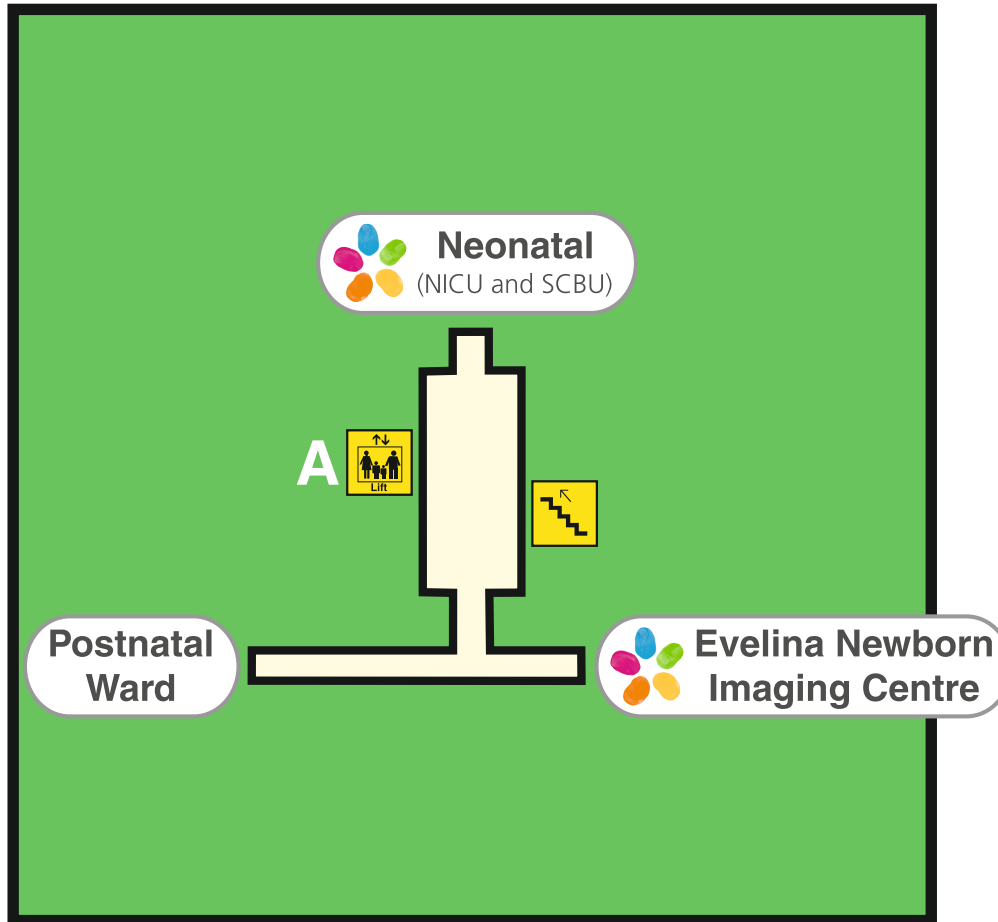 Neonatal
(NICU and SCBU)
A
Lift
Postnatal
Ward
Evelina Newborn
Imaging Centre